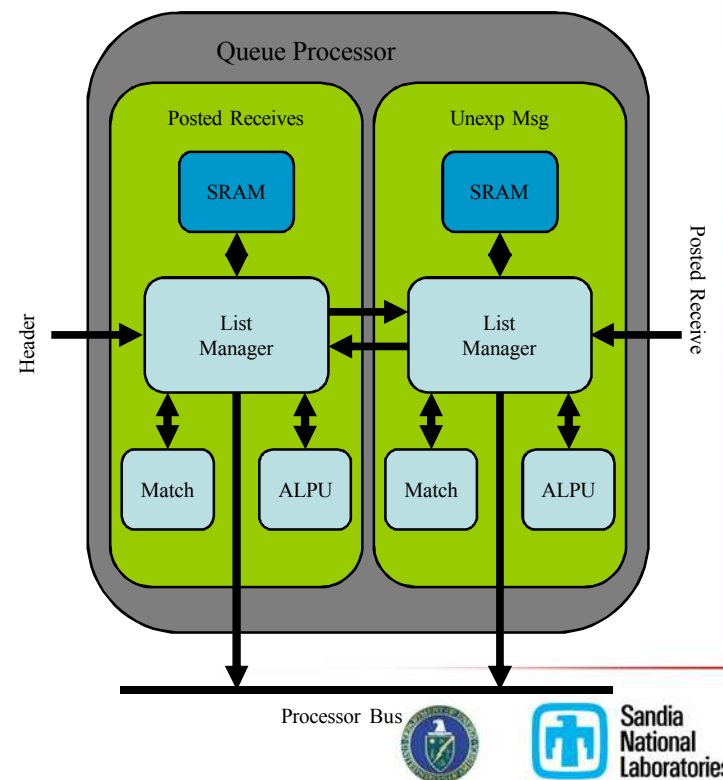 Queue Processor
Posted Receives
Unexp Msg
SRAM
SRAM
Header
List
Manager
List
Manager
Posted Receive
Match
ALPU
Match
ALPU
Processor Bus
Sandia
National
Laboratories